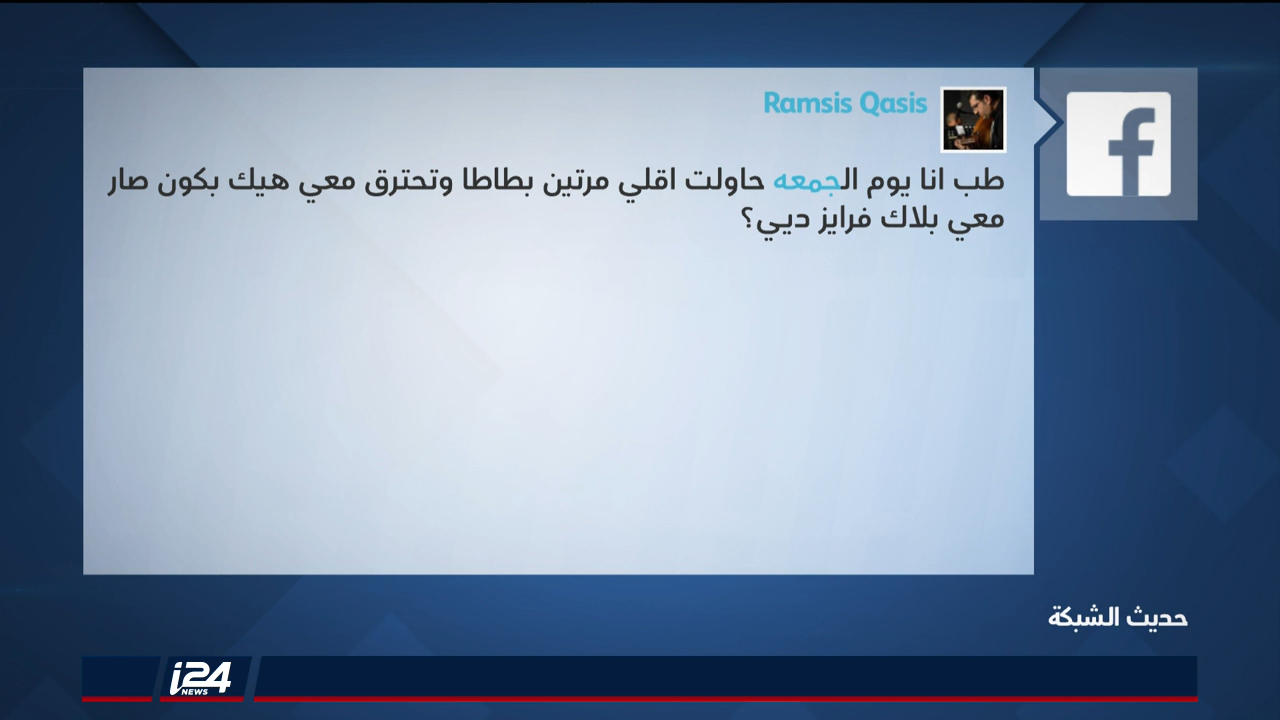 Ramsis Qasis
طب انا يوم الجمعه حاولت اقلي مرتين بطاطا وتحترق معي هيك بكون صار
معي بلاك فرايز ديي؟
حديث الشبكة
i24
NEWS